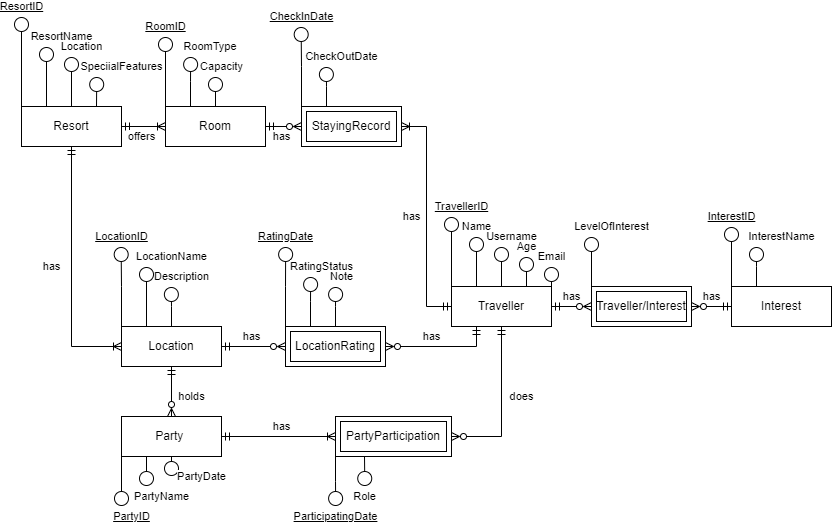 ResortID
ResortName
Location
SpeciialFeatures
RoomID
RoomType
Capacity
CheckInDate
CheckOutDate
Resort
offers
Room
has
StayingRecord
has
has
TravellerID
Name
Username
Age
Email
LevelOfInterest
InterestID
InterestName
LocationID
LocationName
Description
RatingDate
RatingStatus
Note
Traveller
has
Traveller/Interest
has
Interest
Location
has
LocationRating
has
holds
does
Party
has
PartyParticipation
PartyDate
PartyName
PartyID
Role
ParticipatingDate